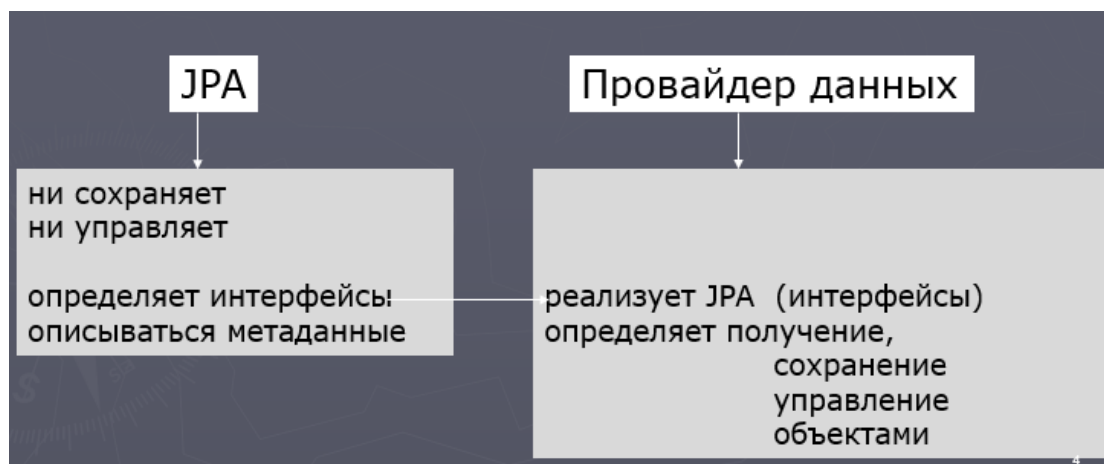 JPA
Провайдер данных
ни сохраняет
ни управляет
определяет интерфейсы
описываться метаданные
реализует JPA (интерфейсы)
определяет получение,
сохранение
управление
объектами
4